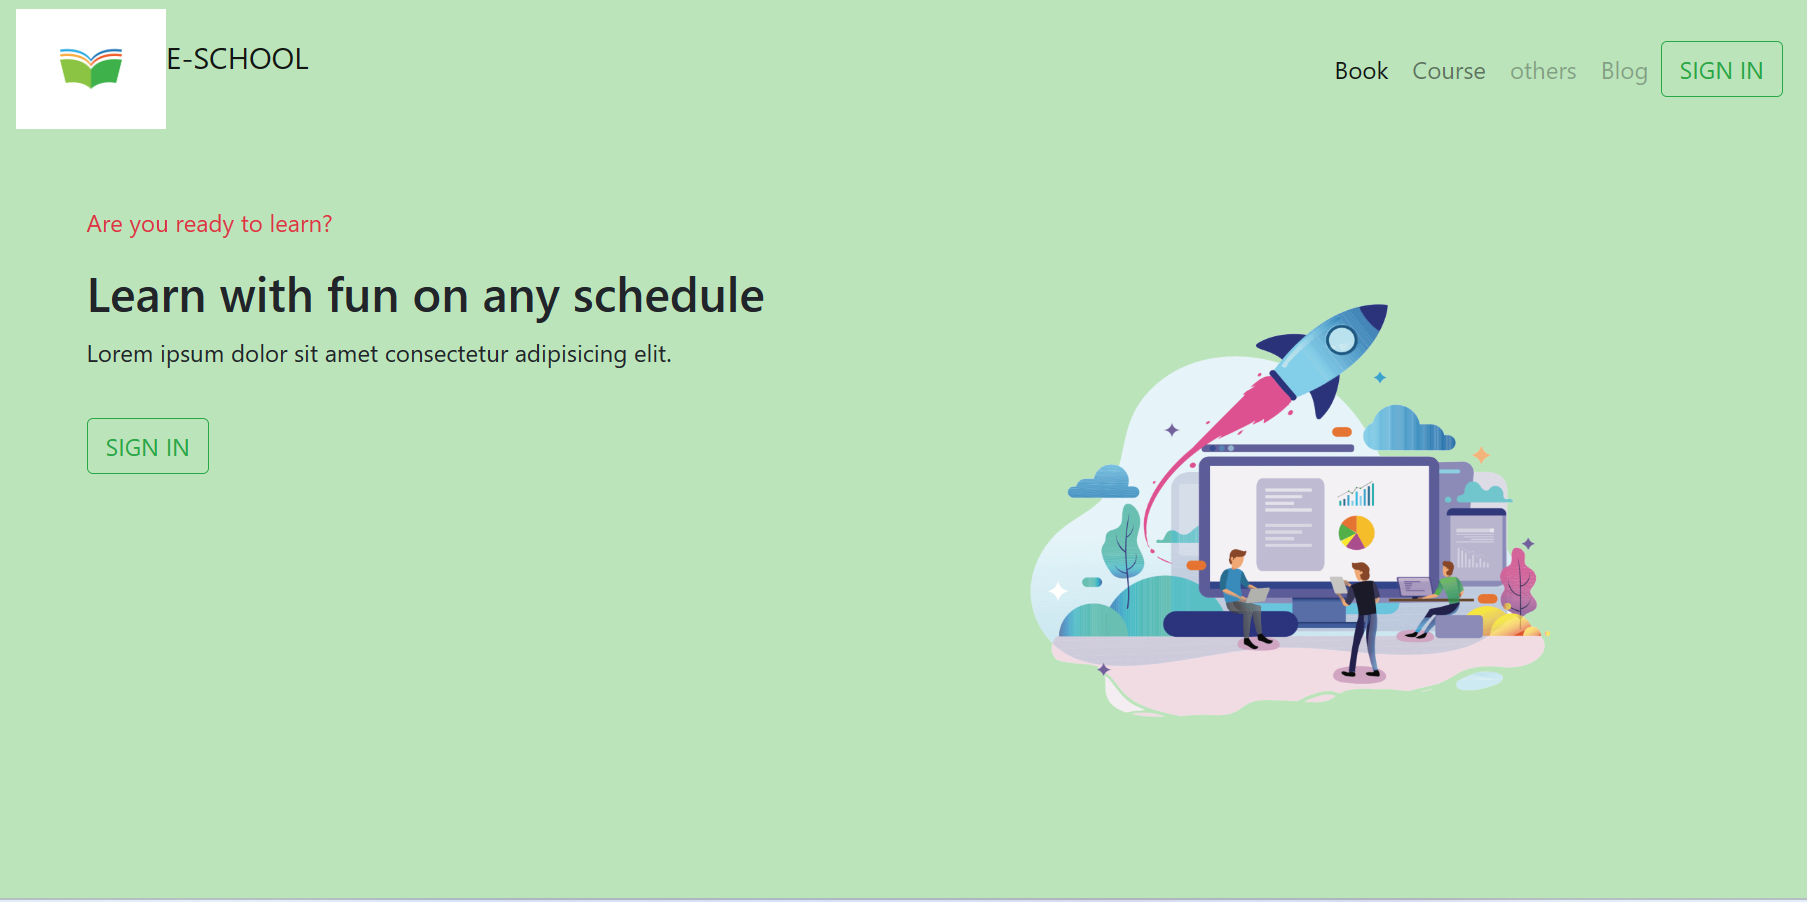 E-SCHOOL
Book Course others Blog SIGN IN
Are you ready to learn?
Learn with fun on any schedule
Lorem ipsum dolor sit amet consectetur adipisicing elit.
SIGN IN